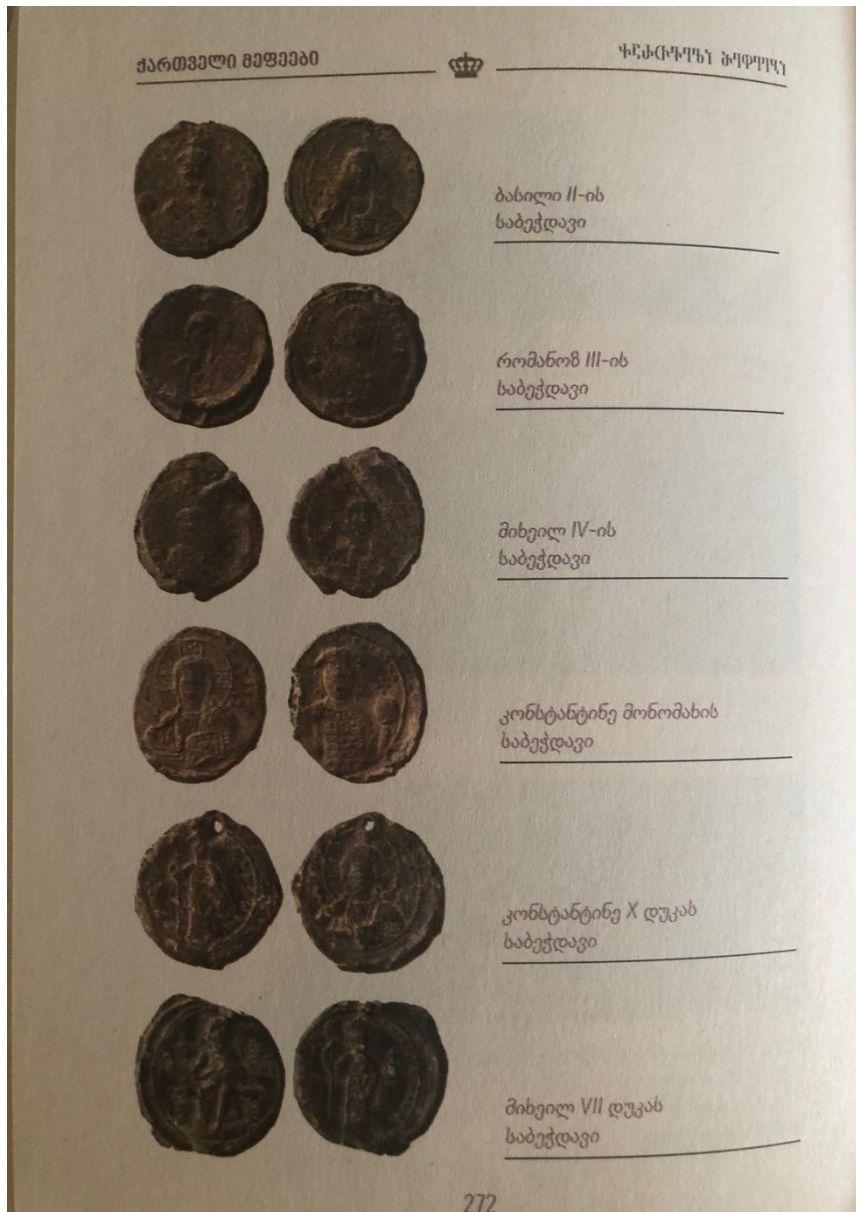 ქართველი მეფეები
ႵႠႰႧႥႤႪႨ ႫႤႴႤႤႡႨ
ბასილი II-ის
საბეჭდავი
რომანოზ III-ის
საბეჭდავი
მიხეილ IV-ის
საბეჭდავი
კონსტანტინე მონომახის
საბეჭდავი
კონსტანტინე X დუკას
საბეჭდავი
მიხეილ VII დუკას
საბეჭდავი
272